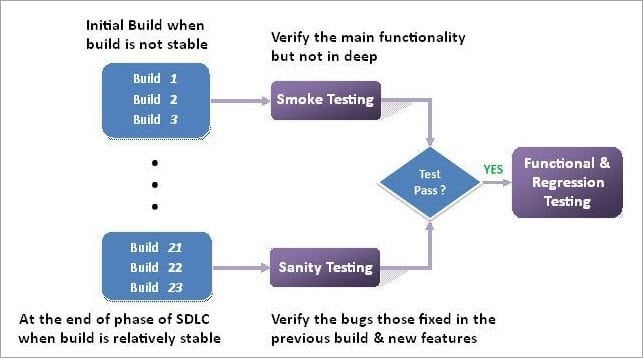 Initial Build when
build is not stable
Build 1
Build 2
Build 3
Verify the main functionality
but not in deep
Smoke Testing
Test
Pass ?
YES
Functional &
Regression
Testing
Build 21
Build 22
Build 23
Sanity Testing
At the end of phase of SDLC
when build is relatively stable
Verify the bugs those fixed in the
previous build & new features